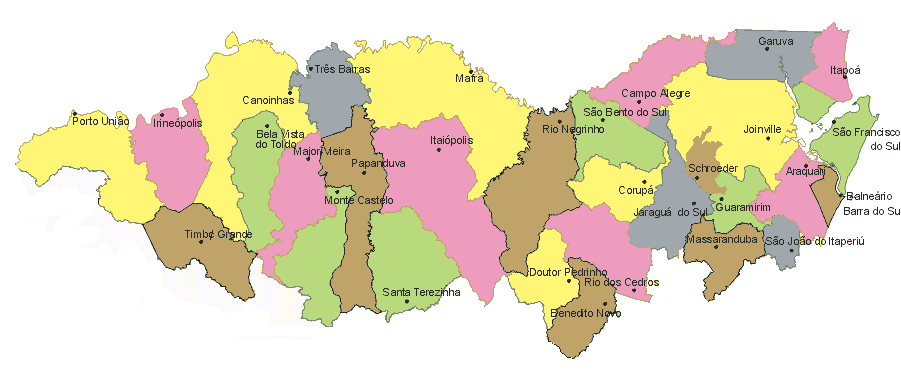 Garuva
Três Barras
Itapoá
Mafra
Campo Alegre
Canoinhas
São Bento do Sul
Porto União
Irineópolis
Rio Negrinho
Joinville
São Francisco
do Sul
Bela Vista
do Toldo
Itaiópolis
Major Vieira
Papanduva
Schroeder
Araquari
Corupá
Monte Castelo
Balneário
Barra do Su
Guaramirim
Jaraguá do Sul
Timbó Grande
Massaranduba
São João do Itaperiú
Doutor Pedrinho
Rio dos Cedros
Santa Terezinha
Benedito Novo